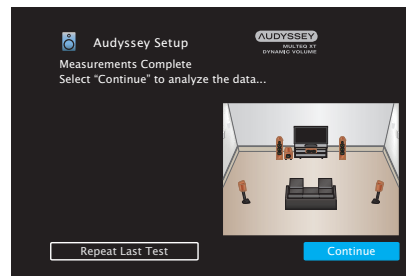 Audyssey Setup
AUDYSSEY
MULTEQ XT
DYNAMIC VOLUME
Measurements Complete
Select “Continue” to analyze the data...
Repeat Last Test
Continue